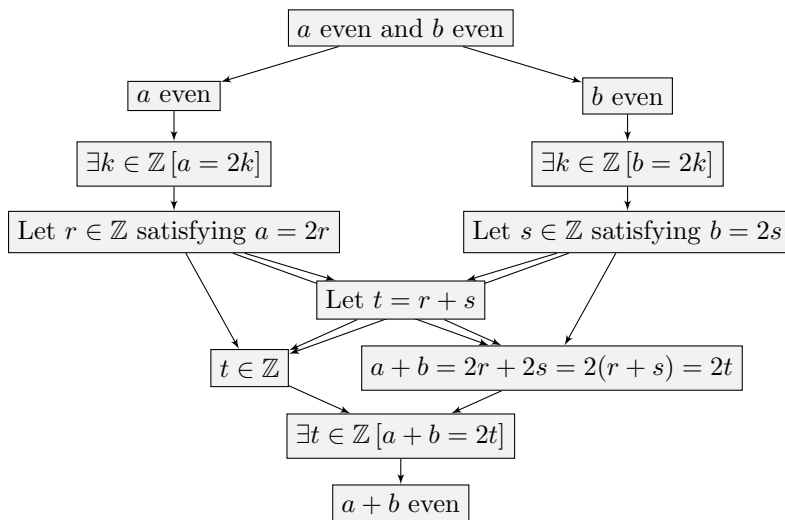 a even and b even
a even
b even
∃k ∈ ℤ [a = 2k]
∃k ∈ ℤ [b = 2k]
Let r ∈ ℤ satisfying a = 2r
Let s ∈ ℤ satisfying b = 2s
Let t = r + s
t ∈ ℤ
a + b = 2r + 2s = 2(r + s) = 2t
∃t ∈ ℤ [a + b = 2t]
a + b even